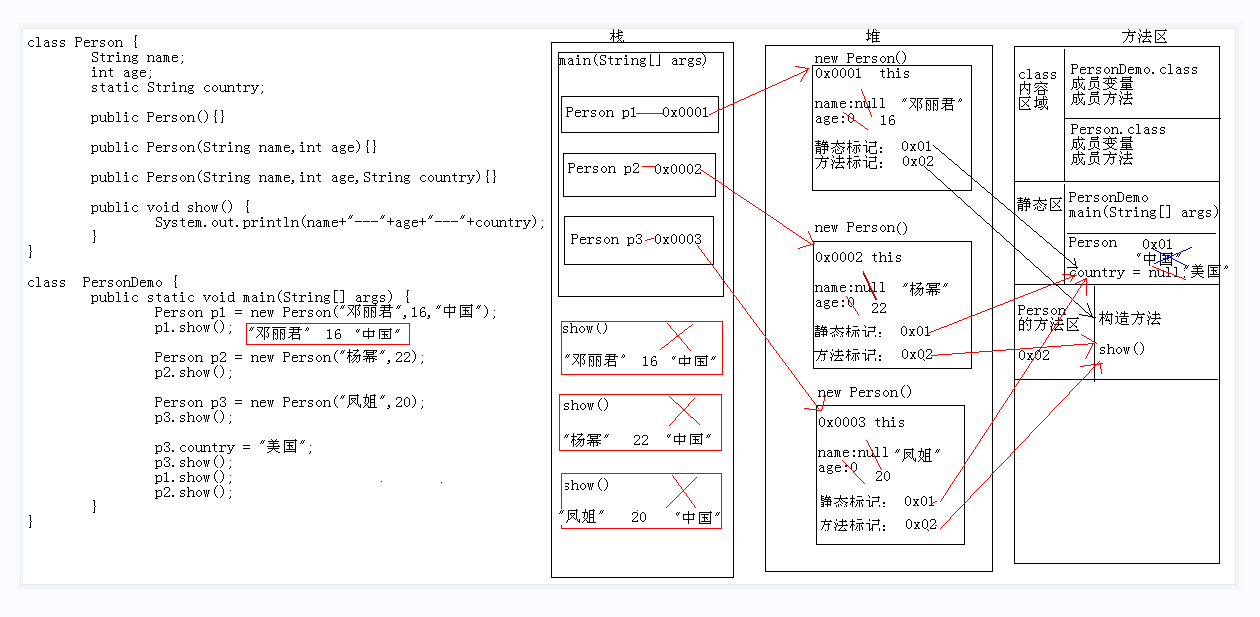 class Person {
String name;
int age;
static String country;
public Person(){}
public Person(String name,int age){}
public Person(String name,int age,String country){}
public void show() {
System.out.println(name+"---"+age+"---"+country);
}
}
class PersonDemo {
public static void main(String[] args) {
Person p1 = new Person("邓丽君",16,"中国");
p1.show();
"邓丽君" 16 "中国"
Person p2 = new Person("杨幂",22);
p2.show();
Person p3 = new Person("凤姐",20);
p3.show();
p3.country = "美国";
p3.show();
p1.show();
p2.show();
}
}
栈
main(String[] args)
Person p1 0x0001
Person p2 0x0002
Person p3 0x0003
show()
"邓丽君" 16 "中国"
show()
"杨幂" 22 "中国"
show()
"凤姐" 20 "中国"
堆
new Person()
0x0001 this
name:null "邓丽君"
age:0 16
静态标记: 0x01
方法标记: 0x02
new Person()
0x0002 this
name:null "杨幂"
age:0 22
静态标记: 0x01
方法标记: 0x02
new Person()
0x0003 this
name:null "凤姐"
age:0 20
静态标记: 0x01
方法标记: 0x02
方法区
class
内容
区域
PersonDemo.class
成员变量
成员方法
Person.class
成员变量
成员方法
静态区
PersonDemo
main(String[] args)
Person 0x01
"中国"
country = null "美国"
Person
的方法区
0x02
构造方法
show()